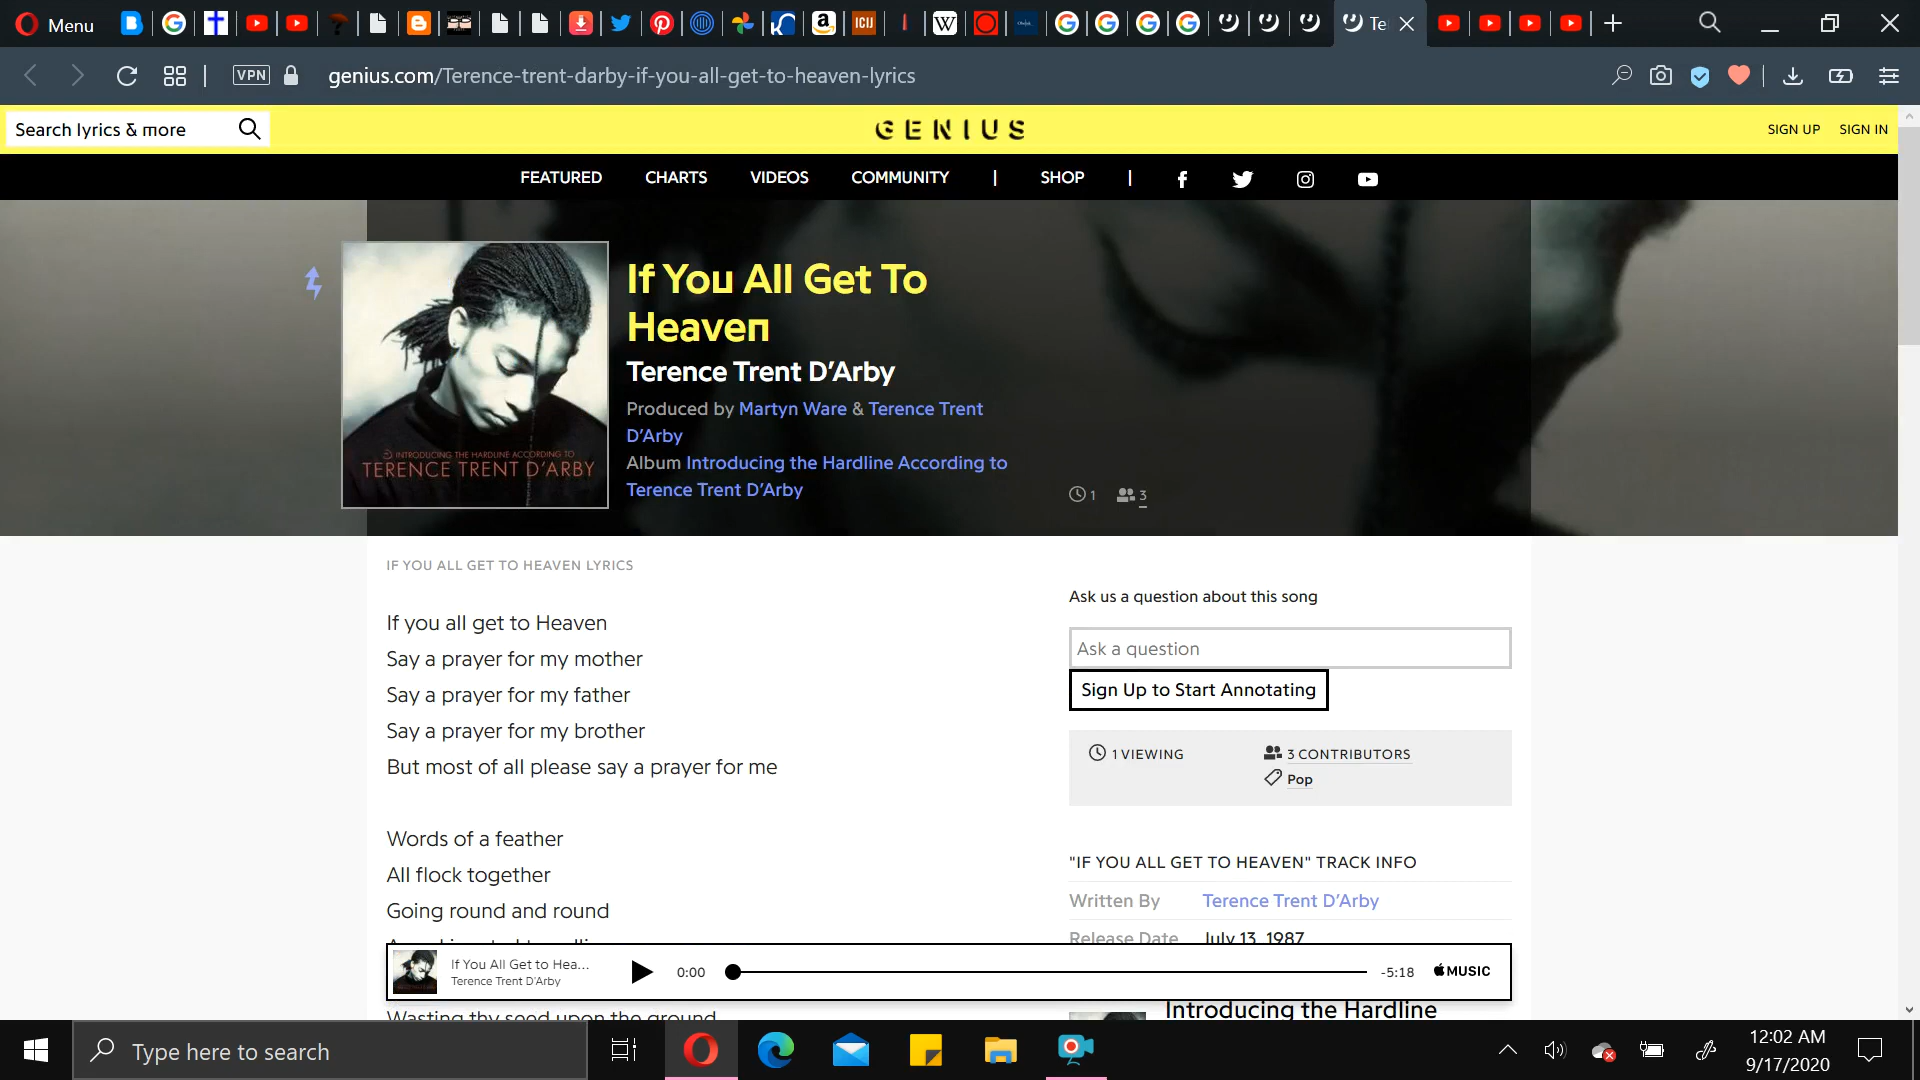 Menu
Te
VPN
genius.com/Terence-trent-darby-if-you-all-get-to-heaven-lyrics
Search lyrics & more
GENIUS
SIGN UP SIGN IN
FEATURED CHARTS VIDEOS COMMUNITY | SHOP |
INTRODUCING THE HARDLINE ACCORDING TO
TERENCE TRENT D'ARBY
If You All Get To
Heaven
Terence Trent D’Arby
Produced by Martyn Ware & Terence Trent
D’Arby
Album Introducing the Hardline According to
Terence Trent D’Arby
1 3
IF YOU ALL GET TO HEAVEN LYRICS
If you all get to Heaven
Say a prayer for my mother
Say a prayer for my father
Say a prayer for my brother
But most of all please say a prayer for me
Words of a feather
All flock together
Going round and round
Wasting thy seed upon the ground
Ask us a question about this song
Ask a question
Sign Up to Start Annotating
1 VIEWING
3 CONTRIBUTORS
Pop
"IF YOU ALL GET TO HEAVEN" TRACK INFO
Written By Terence Trent D’Arby
Release Date July 13, 1987
If You All Get to Hea...
Terence Trent D'Arby
0:00
-5:18
MUSIC
Introducing the Hardline
Type here to search
12:02 AM
9/17/2020